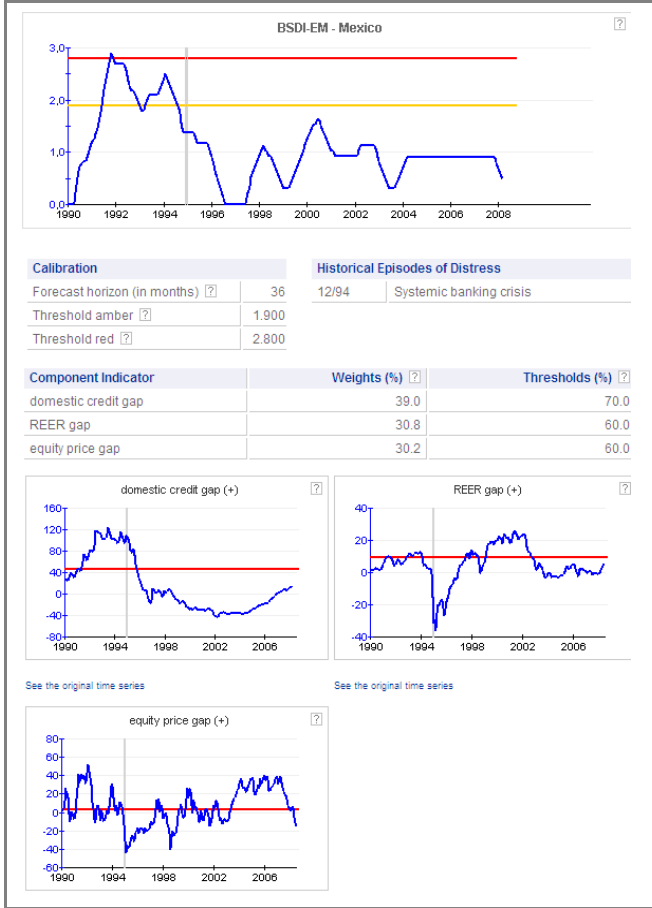 BSDI-EM - Mexico
?
3,0
2,0
1,0
0,0
1990 1992 1994 1996 1998 2000 2002 2004 2006 2008
Calibration
Forecast horizon (in months) ? 36
Threshold amber ? 1.900
Threshold red ? 2.800
Historical Episodes of Distress
12/94 Systemic banking crisis
Component Indicator Weights (%) ? Thresholds (%) ?
domestic credit gap 39.0 70.0
REER gap 30.8 60.0
equity price gap 30.2 60.0
domestic credit gap (+) ?
160
120
80
40
0
-40
-80
1990 1994 1998 2002 2006
See the original time series
REER gap (+) ?
40
20
0
-20
-40
1990 1994 1998 2002 2006
See the original time series
equity price gap (+) ?
80
60
40
20
0
-20
-40
-60
1990 1994 1998 2002 2006